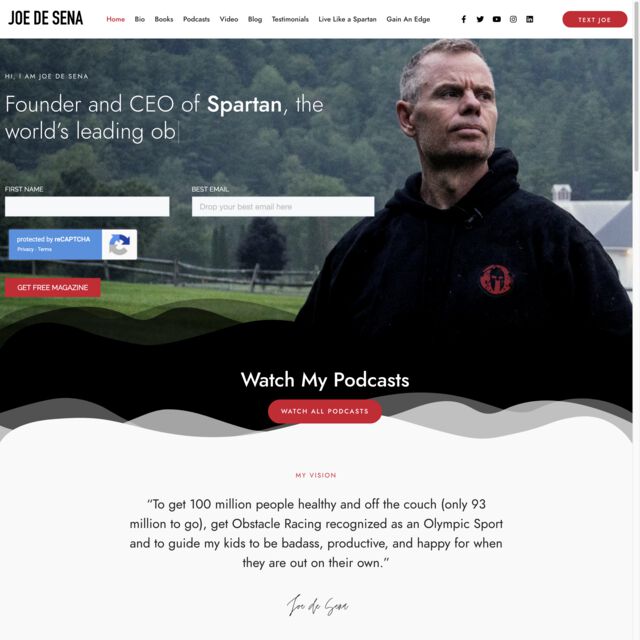 JOE DE SENA
Home Bio Books Podcasts Video Blog Testimonials Live Like a Spartan Gain An Edge
TEXT JOE
HI, I AM JOE DE SENA
Founder and CEO of Spartan, the
world's leading ob
FIRST NAME
BEST EMAIL
Drop your best email here
protected by reCAPTCHA
Privacy - Terms
GET FREE MAGAZINE
Watch My Podcasts
WATCH ALL PODCASTS
MY VISION
“To get 100 million people healthy and off the couch (only 93
million to go), get Obstacle Racing recognized as an Olympic Sport
and to guide my kids to be badass, productive, and happy for when
they are out on their own.”
Joe de Sena